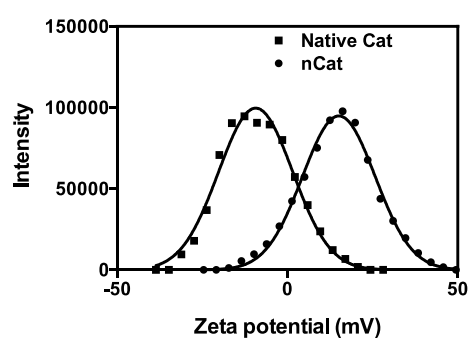 150000
Native Cat
nCat
100000
Intensity
50000
0
-50
0
50
Zeta potential (mV)